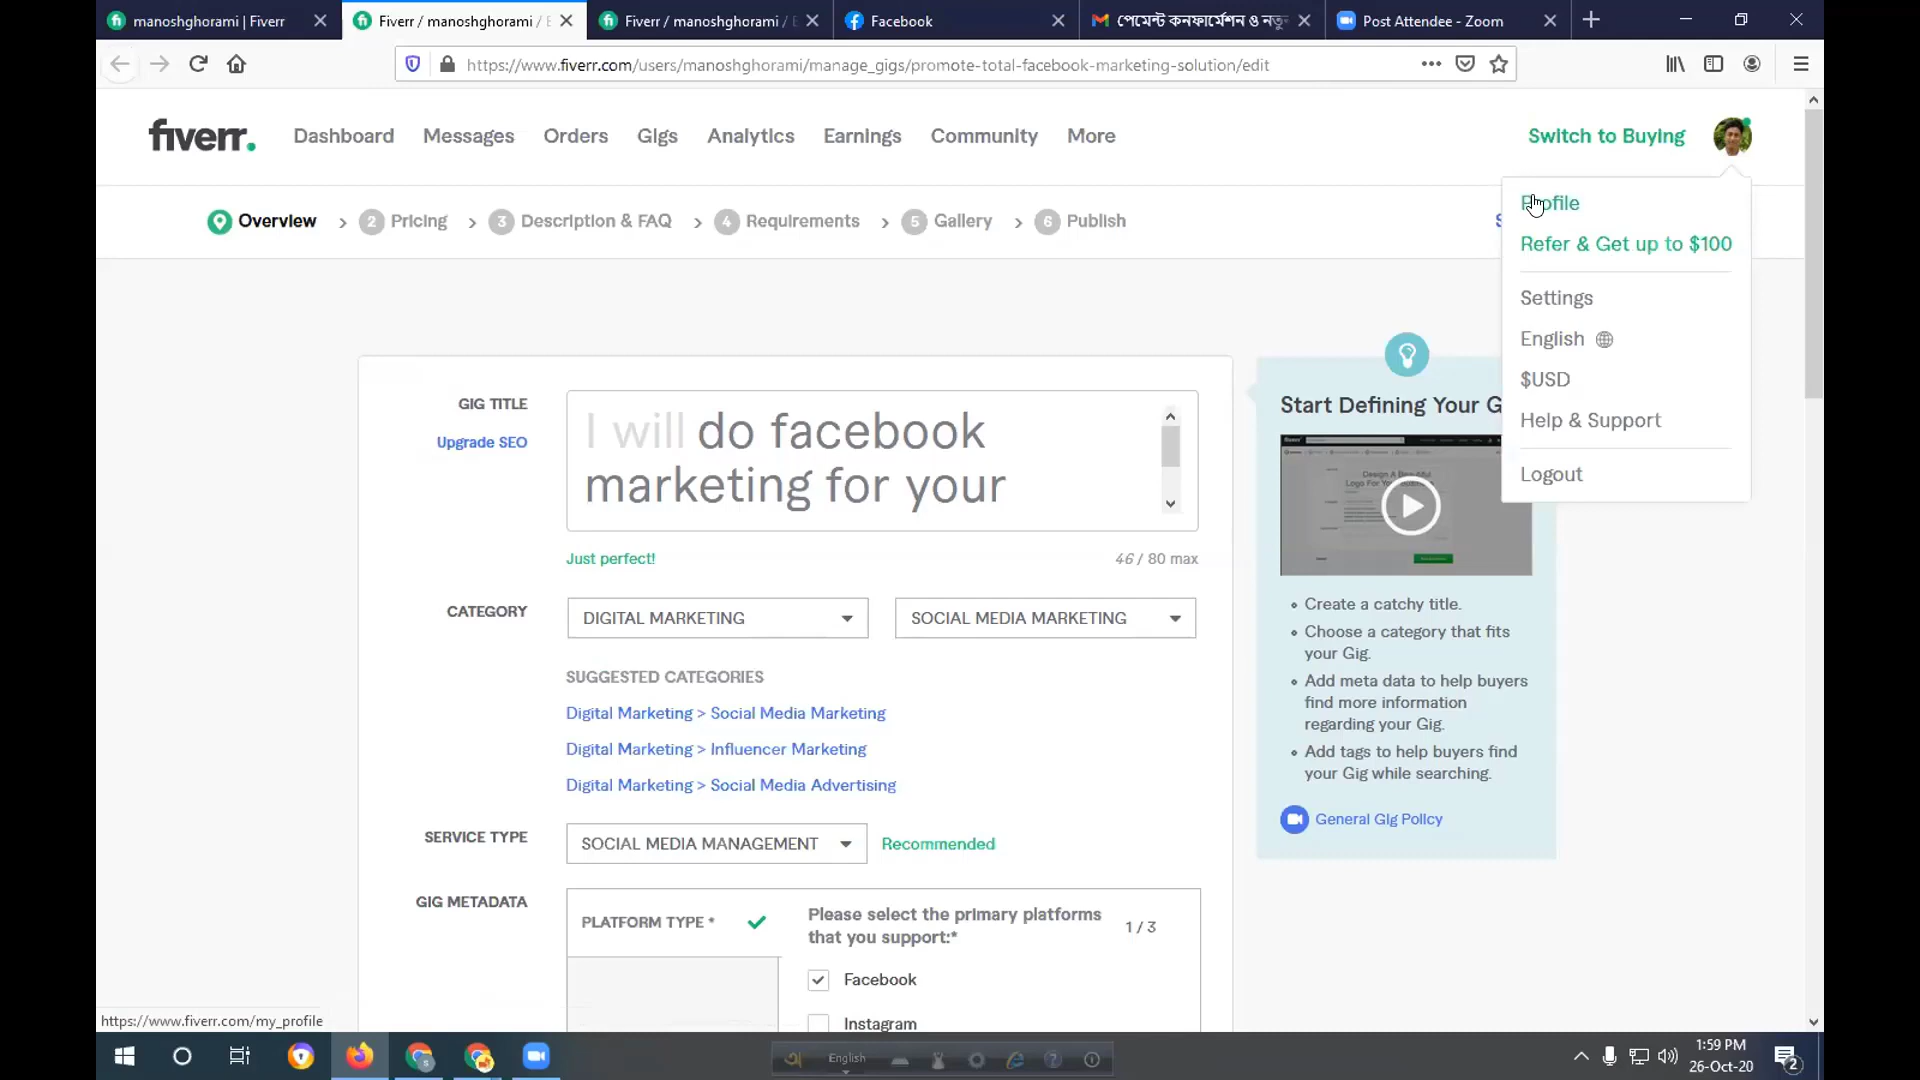 manoshghorami | Fiverr
Fiverr / manoshghorami /
Fiverr / manoshghorami /
Facebook
পেমেন্ট কনফার্মেশন ও নতু
Post Attendee - Zoom
https://www.fiverr.com/users/manoshghorami/manage_gigs/promote-total-facebook-marketing-solution/edit
fiverr.
Dashboard
Messages
Orders
Gigs
Analytics
Earnings
Community
More
Switch to Buying
Overview
2 Pricing
3 Description & FAQ
4 Requirements
5 Gallery
6 Publish
Profile
Refer & Get up to $100
Settings
English
$USD
Help & Support
Logout
GIG TITLE
Upgrade SEO
I will do facebook
marketing for your
Just perfect!
46 / 80 max
CATEGORY
DIGITAL MARKETING
SOCIAL MEDIA MARKETING
SUGGESTED CATEGORIES
Digital Marketing > Social Media Marketing
Digital Marketing > Influencer Marketing
Digital Marketing > Social Media Advertising
SERVICE TYPE
SOCIAL MEDIA MANAGEMENT
Recommended
GIG METADATA
PLATFORM TYPE *
Please select the primary platforms
that you support:*
1 / 3
Facebook
Instagram
Start Defining Your G
Create a catchy title.
Choose a category that fits
your Gig.
Add meta data to help buyers
find more information
regarding your Gig.
Add tags to help buyers find
your Gig while searching.
General Gig Policy
https://www.fiverr.com/my_profile
English
1:59 PM
26-Oct-20
2